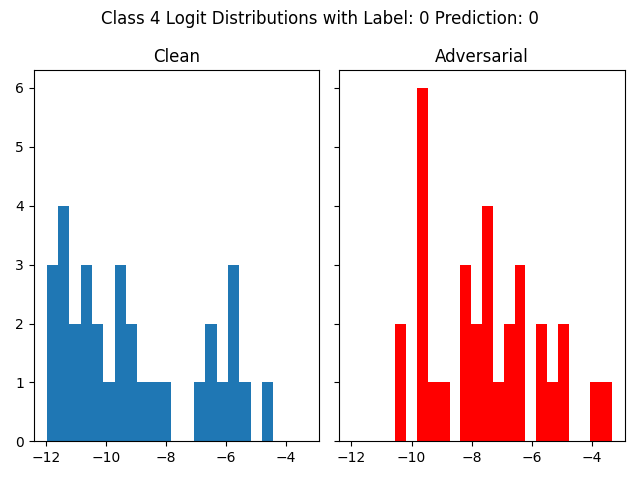 Class 4 Logit Distributions with Label: 0 Prediction: 0
Clean
Adversarial
6
5
4
3
2
1
0
−12 −10 −8 −6 −4
−12 −10 −8 −6 −4